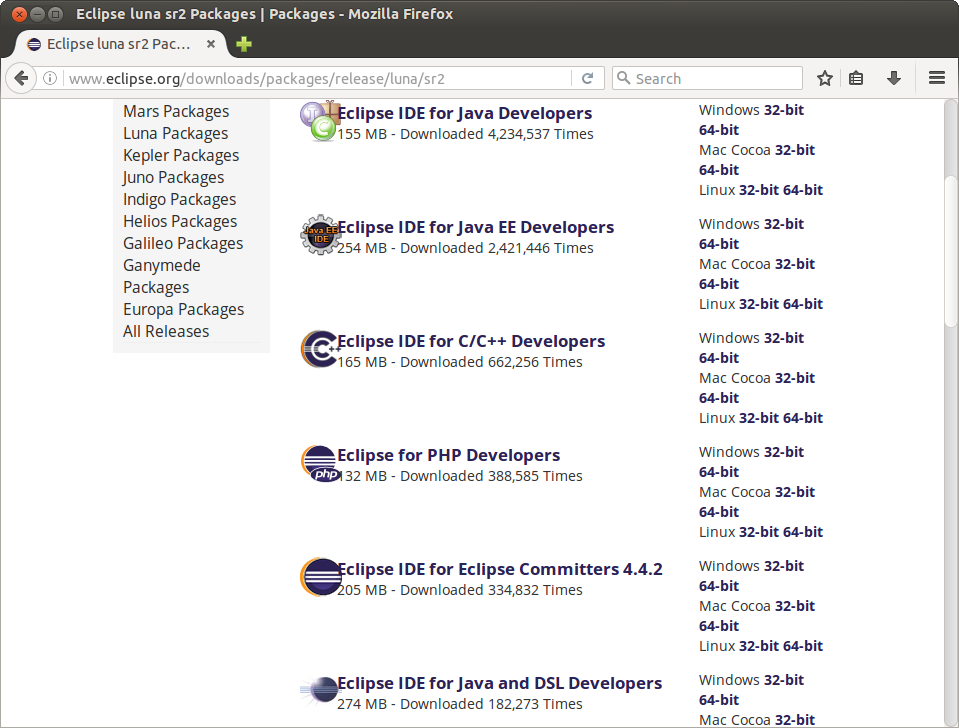 Eclipse luna sr2 Packages | Packages - Mozilla Firefox
Eclipse luna sr2 Pac...
www.eclipse.org/downloads/packages/release/luna/sr2
Search
Mars Packages
Luna Packages
Kepler Packages
Juno Packages
Indigo Packages
Helios Packages
Galileo Packages
Ganymede
Packages
Europa Packages
All Releases
Eclipse IDE for Java Developers
155 MB - Downloaded 4,234,537 Times
Windows 32-bit
64-bit
Mac Cocoa 32-bit
64-bit
Linux 32-bit 64-bit
Java EE
IDE
Eclipse IDE for Java EE Developers
254 MB - Downloaded 2,421,446 Times
Windows 32-bit
64-bit
Mac Cocoa 32-bit
64-bit
Linux 32-bit 64-bit
C++
Eclipse IDE for C/C++ Developers
165 MB - Downloaded 662,256 Times
Windows 32-bit
64-bit
Mac Cocoa 32-bit
64-bit
Linux 32-bit 64-bit
php
Eclipse for PHP Developers
132 MB - Downloaded 388,585 Times
Windows 32-bit
64-bit
Mac Cocoa 32-bit
64-bit
Linux 32-bit 64-bit
Eclipse IDE for Eclipse Committers 4.4.2
205 MB - Downloaded 334,832 Times
Windows 32-bit
64-bit
Mac Cocoa 32-bit
64-bit
Linux 32-bit 64-bit
Eclipse IDE for Java and DSL Developers
274 MB - Downloaded 182,273 Times
Windows 32-bit
64-bit
Mac Cocoa 32-bit